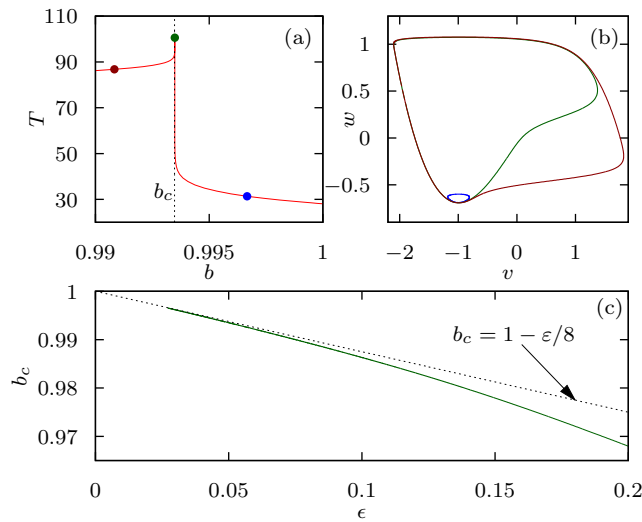 110
90
70
50
30
T
(a)
b_c
0.99
0.995
1
b
1
0.5
0
−0.5
w
(b)
−2
−1
0
1
v
1
0.99
0.98
0.97
b_c
(c)
b_c = 1 − ε/8
0
0.05
0.1
0.15
0.2
ϵ